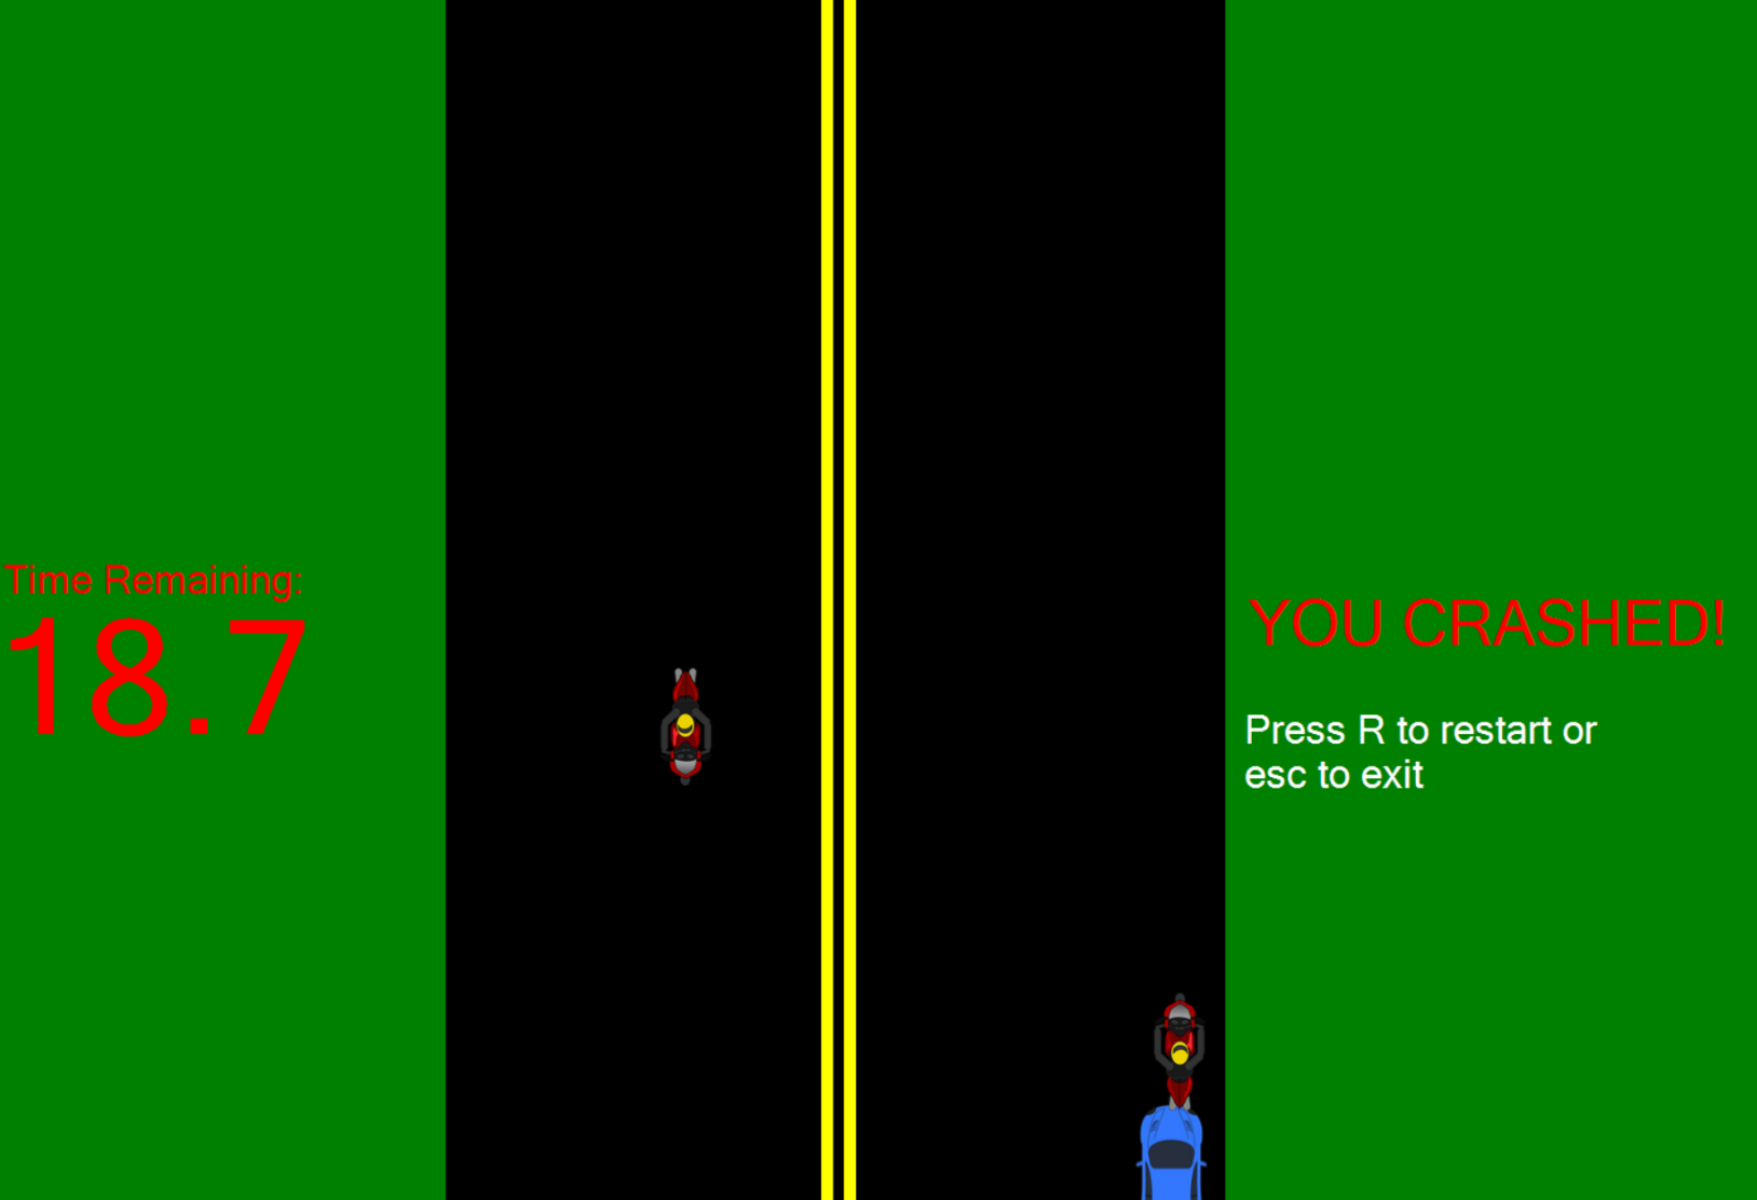 Time Remaining:
18.7
YOU CRASHED!
Press R to restart or
esc to exit